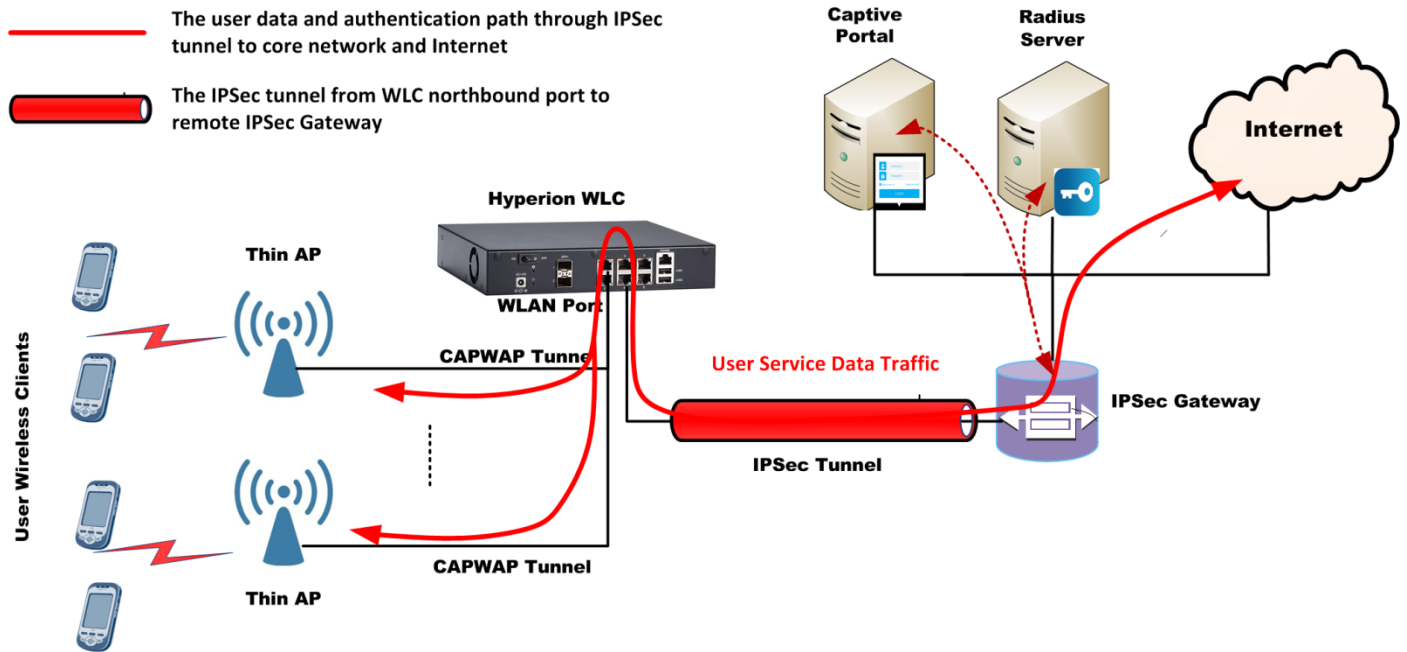 The user data and authentication path through IPSec
tunnel to core network and Internet
The IPSec tunnel from WLC northbound port to
remote IPSec Gateway
Captive
Portal
Radius
Server
Internet
Hyperion WLC
WLAN Port
Thin AP
CAPWAP Tunnel
User Service Data Traffic
IPSec Gateway
IPSec Tunnel
User Wireless Clients
CAPWAP Tunnel
Thin AP